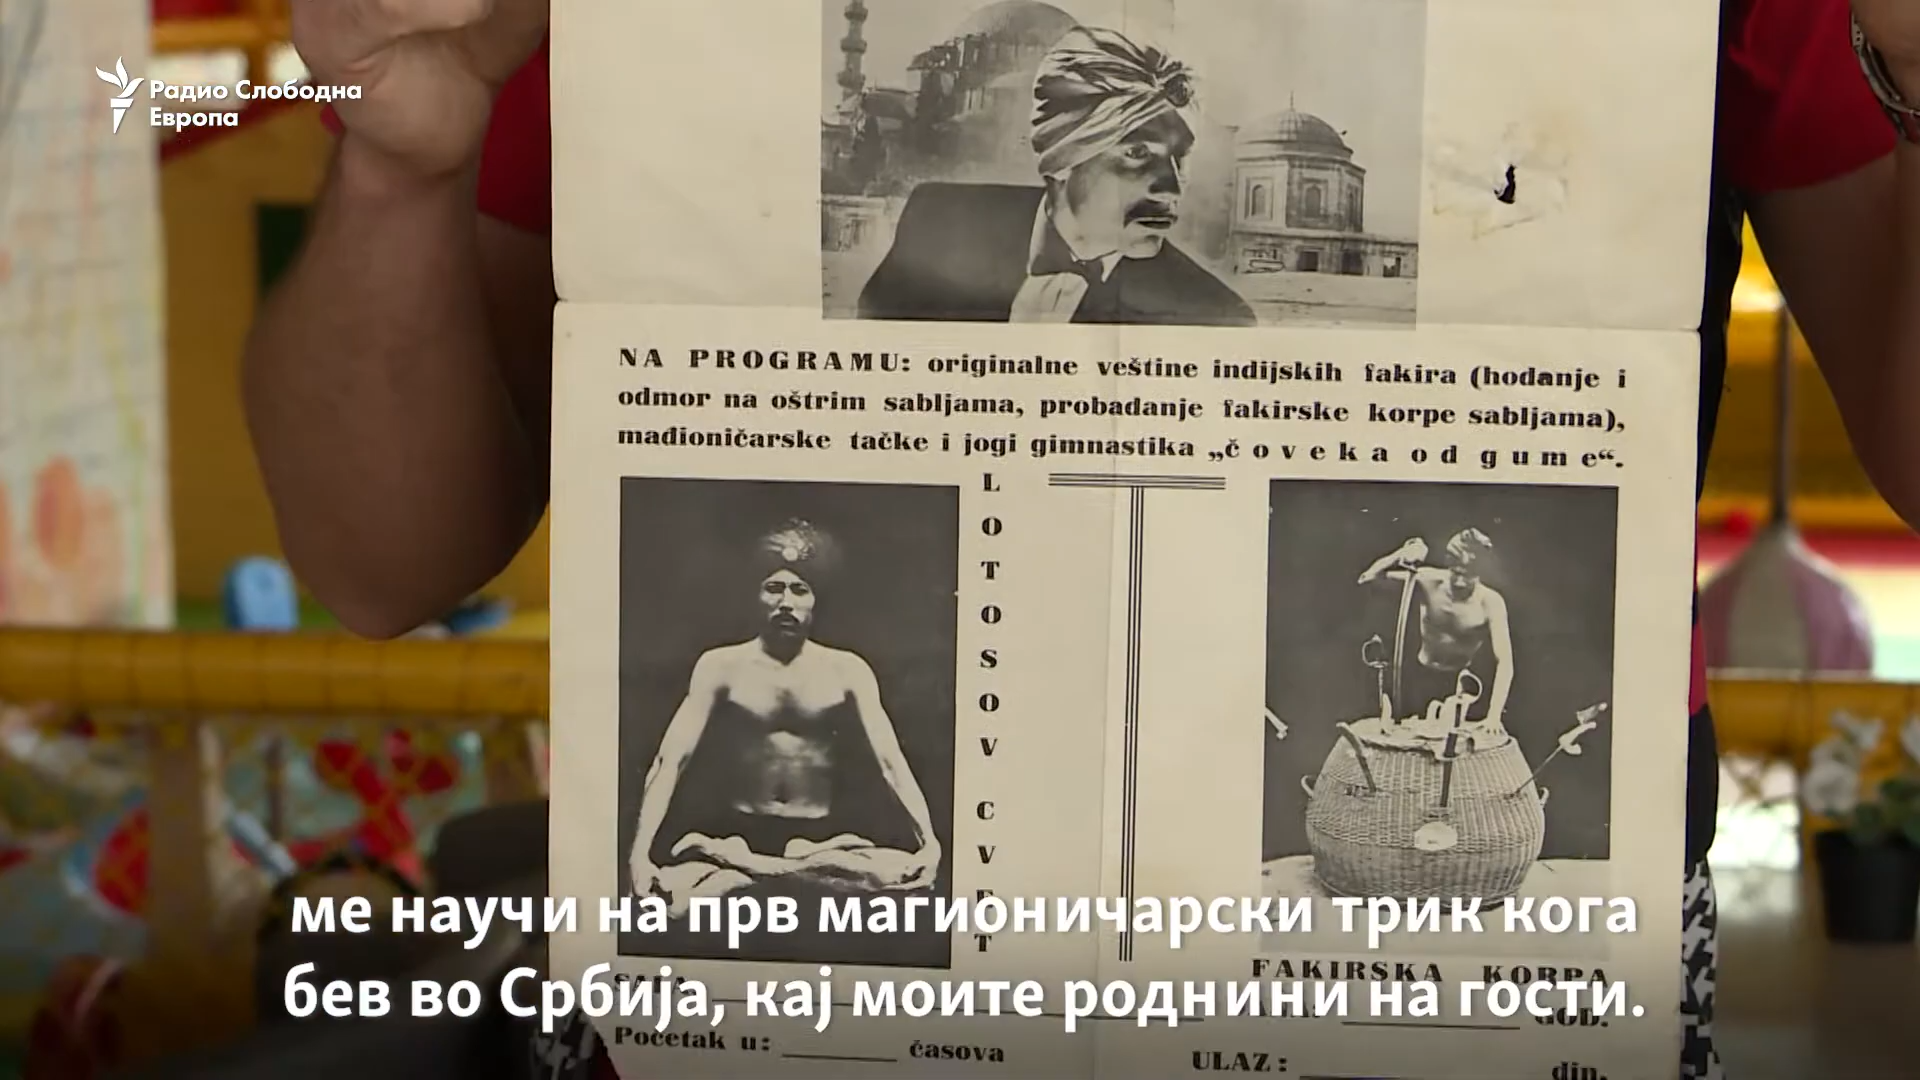 Радио Слободна
Европа
NA PROGRAMU: originalne veštine indijskih fakira (hodanje i
odmor na oštrim sabljama, probadanje fakirske korpe sabljama),
mađioničarske tačke i jogi gimnastika „č o v e k a o d g u m e“.
LOTOSOV CVET
FAKIRSKA KORPA
GOD.
Početak u: časova
ULAZ: din.
ме научи на прв магионичарски трик кога
бев во Србија, кај моите роднини на гости.